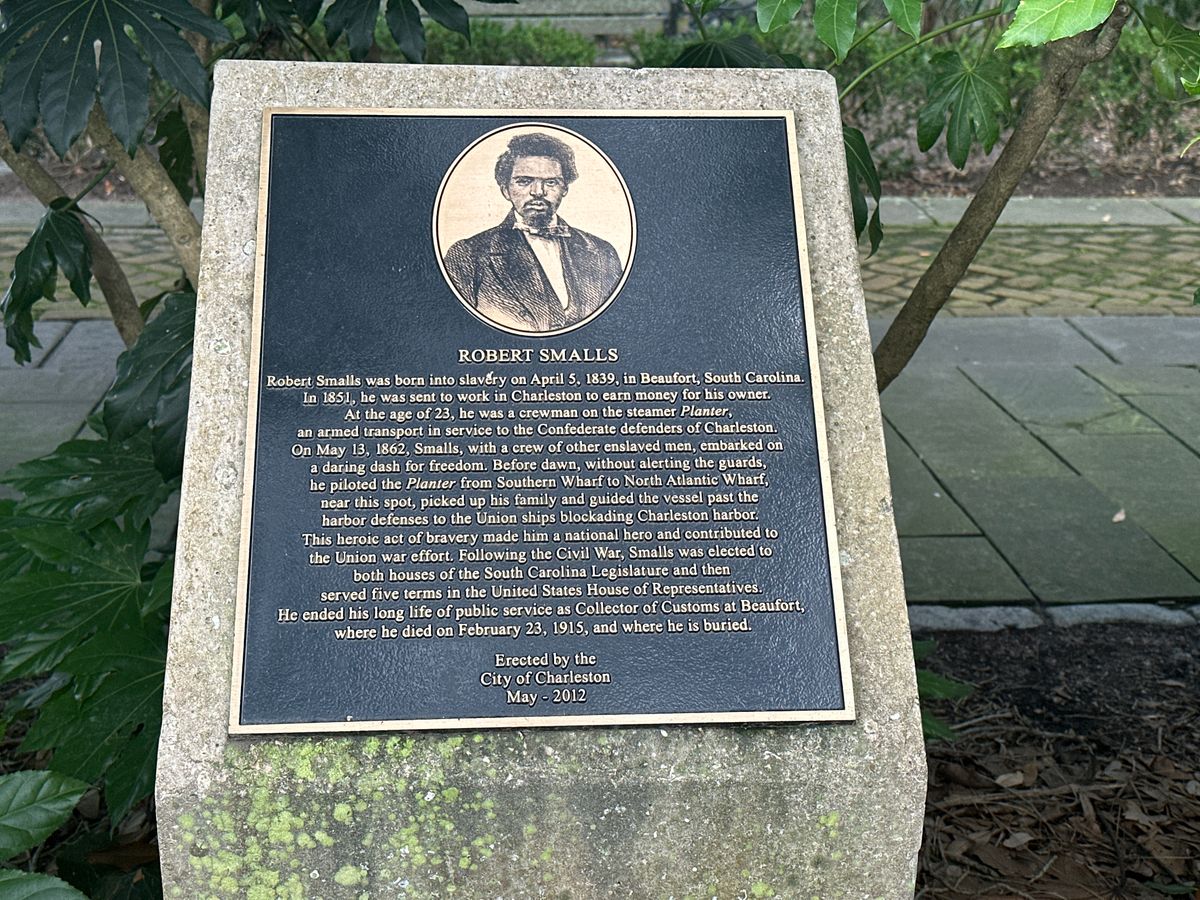 ROBERT SMALLS
Robert Smalls was born into slavery on April 5, 1839, in Beaufort, South Carolina.
In 1851, he was sent to work in Charleston to earn money for his owner.
At the age of 23, he was a crewman on the steamer Planter,
an armed transport in service to the Confederate defenders of Charleston.
On May 13, 1862, Smalls, with a crew of other enslaved men, embarked on
a daring dash for freedom. Before dawn, without alerting the guards,
he piloted the Planter from Southern Wharf to North Atlantic Wharf,
near this spot, picked up his family and guided the vessel past the
harbor defenses to the Union ships blockading Charleston harbor.
This heroic act of bravery made him a national hero and contributed to
the Union war effort. Following the Civil War, Smalls was elected to
both houses of the South Carolina Legislature and then
served five terms in the United States House of Representatives.
He ended his long life of public service as Collector of Customs at Beaufort,
where he died on February 23, 1915, and where he is buried.
Erected by the
City of Charleston
May - 2012